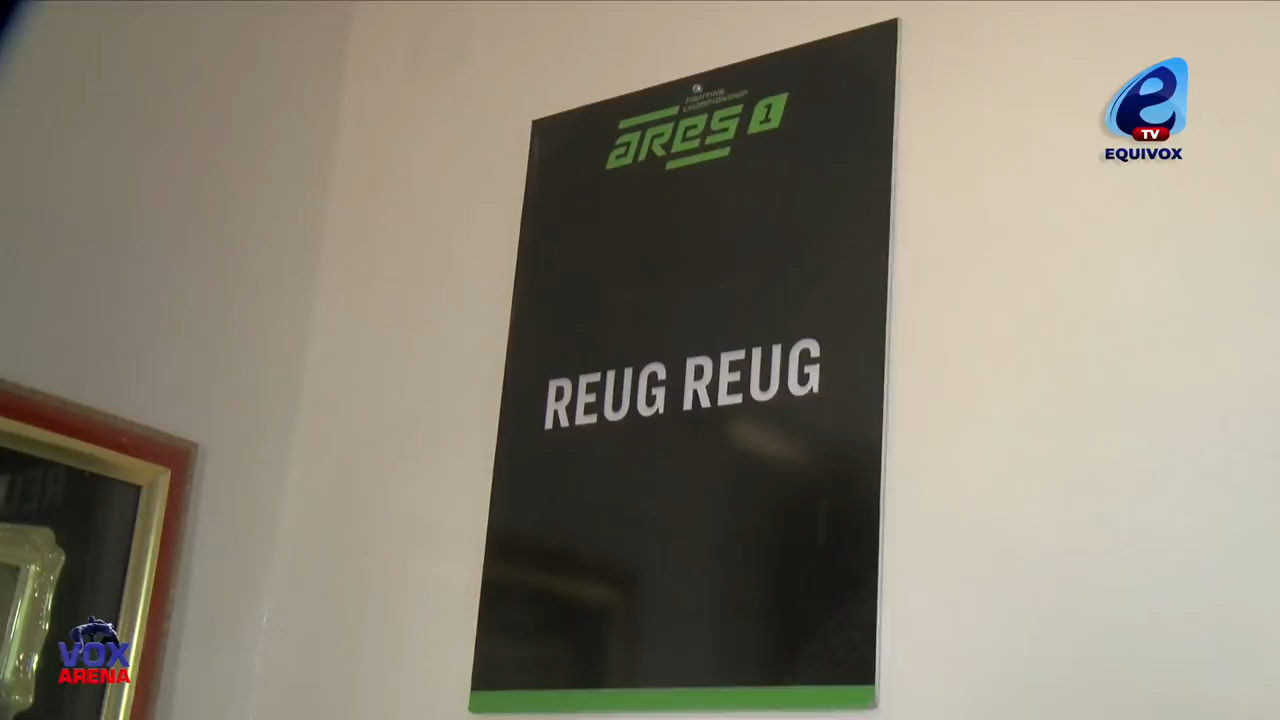 FIGHTING
CHAMPIONSHIP
ARES 1
REUG REUG
e
TV
EQUIVOX
VOX
ARENA